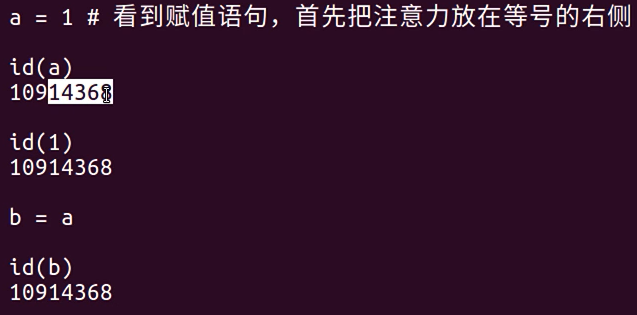 a = 1 # 看到赋值语句，首先把注意力放在等号的右侧
id(a)
10914368
id(1)
10914368
b = a
id(b)
10914368